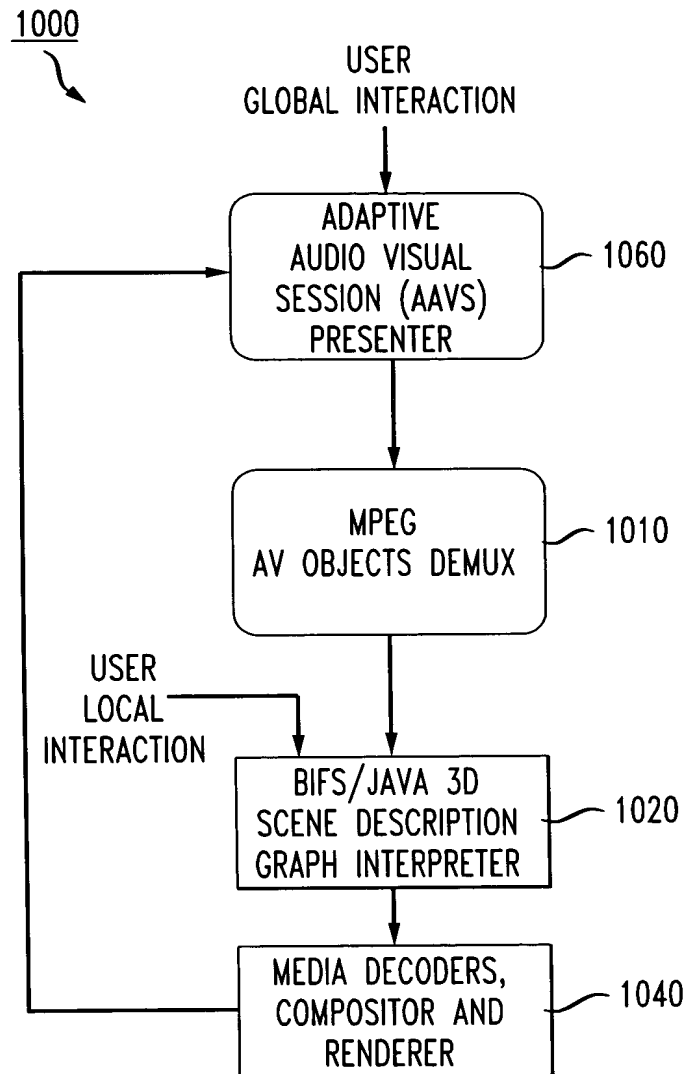 1000
USER
GLOBAL INTERACTION
ADAPTIVE
AUDIO VISUAL
SESSION (AAVS)
PRESENTER
1060
MPEG
AV OBJECTS DEMUX
1010
USER
LOCAL
INTERACTION
BIFS/JAVA 3D
SCENE DESCRIPTION
GRAPH INTERPRETER
1020
MEDIA DECODERS,
COMPOSITOR AND
RENDERER
1040